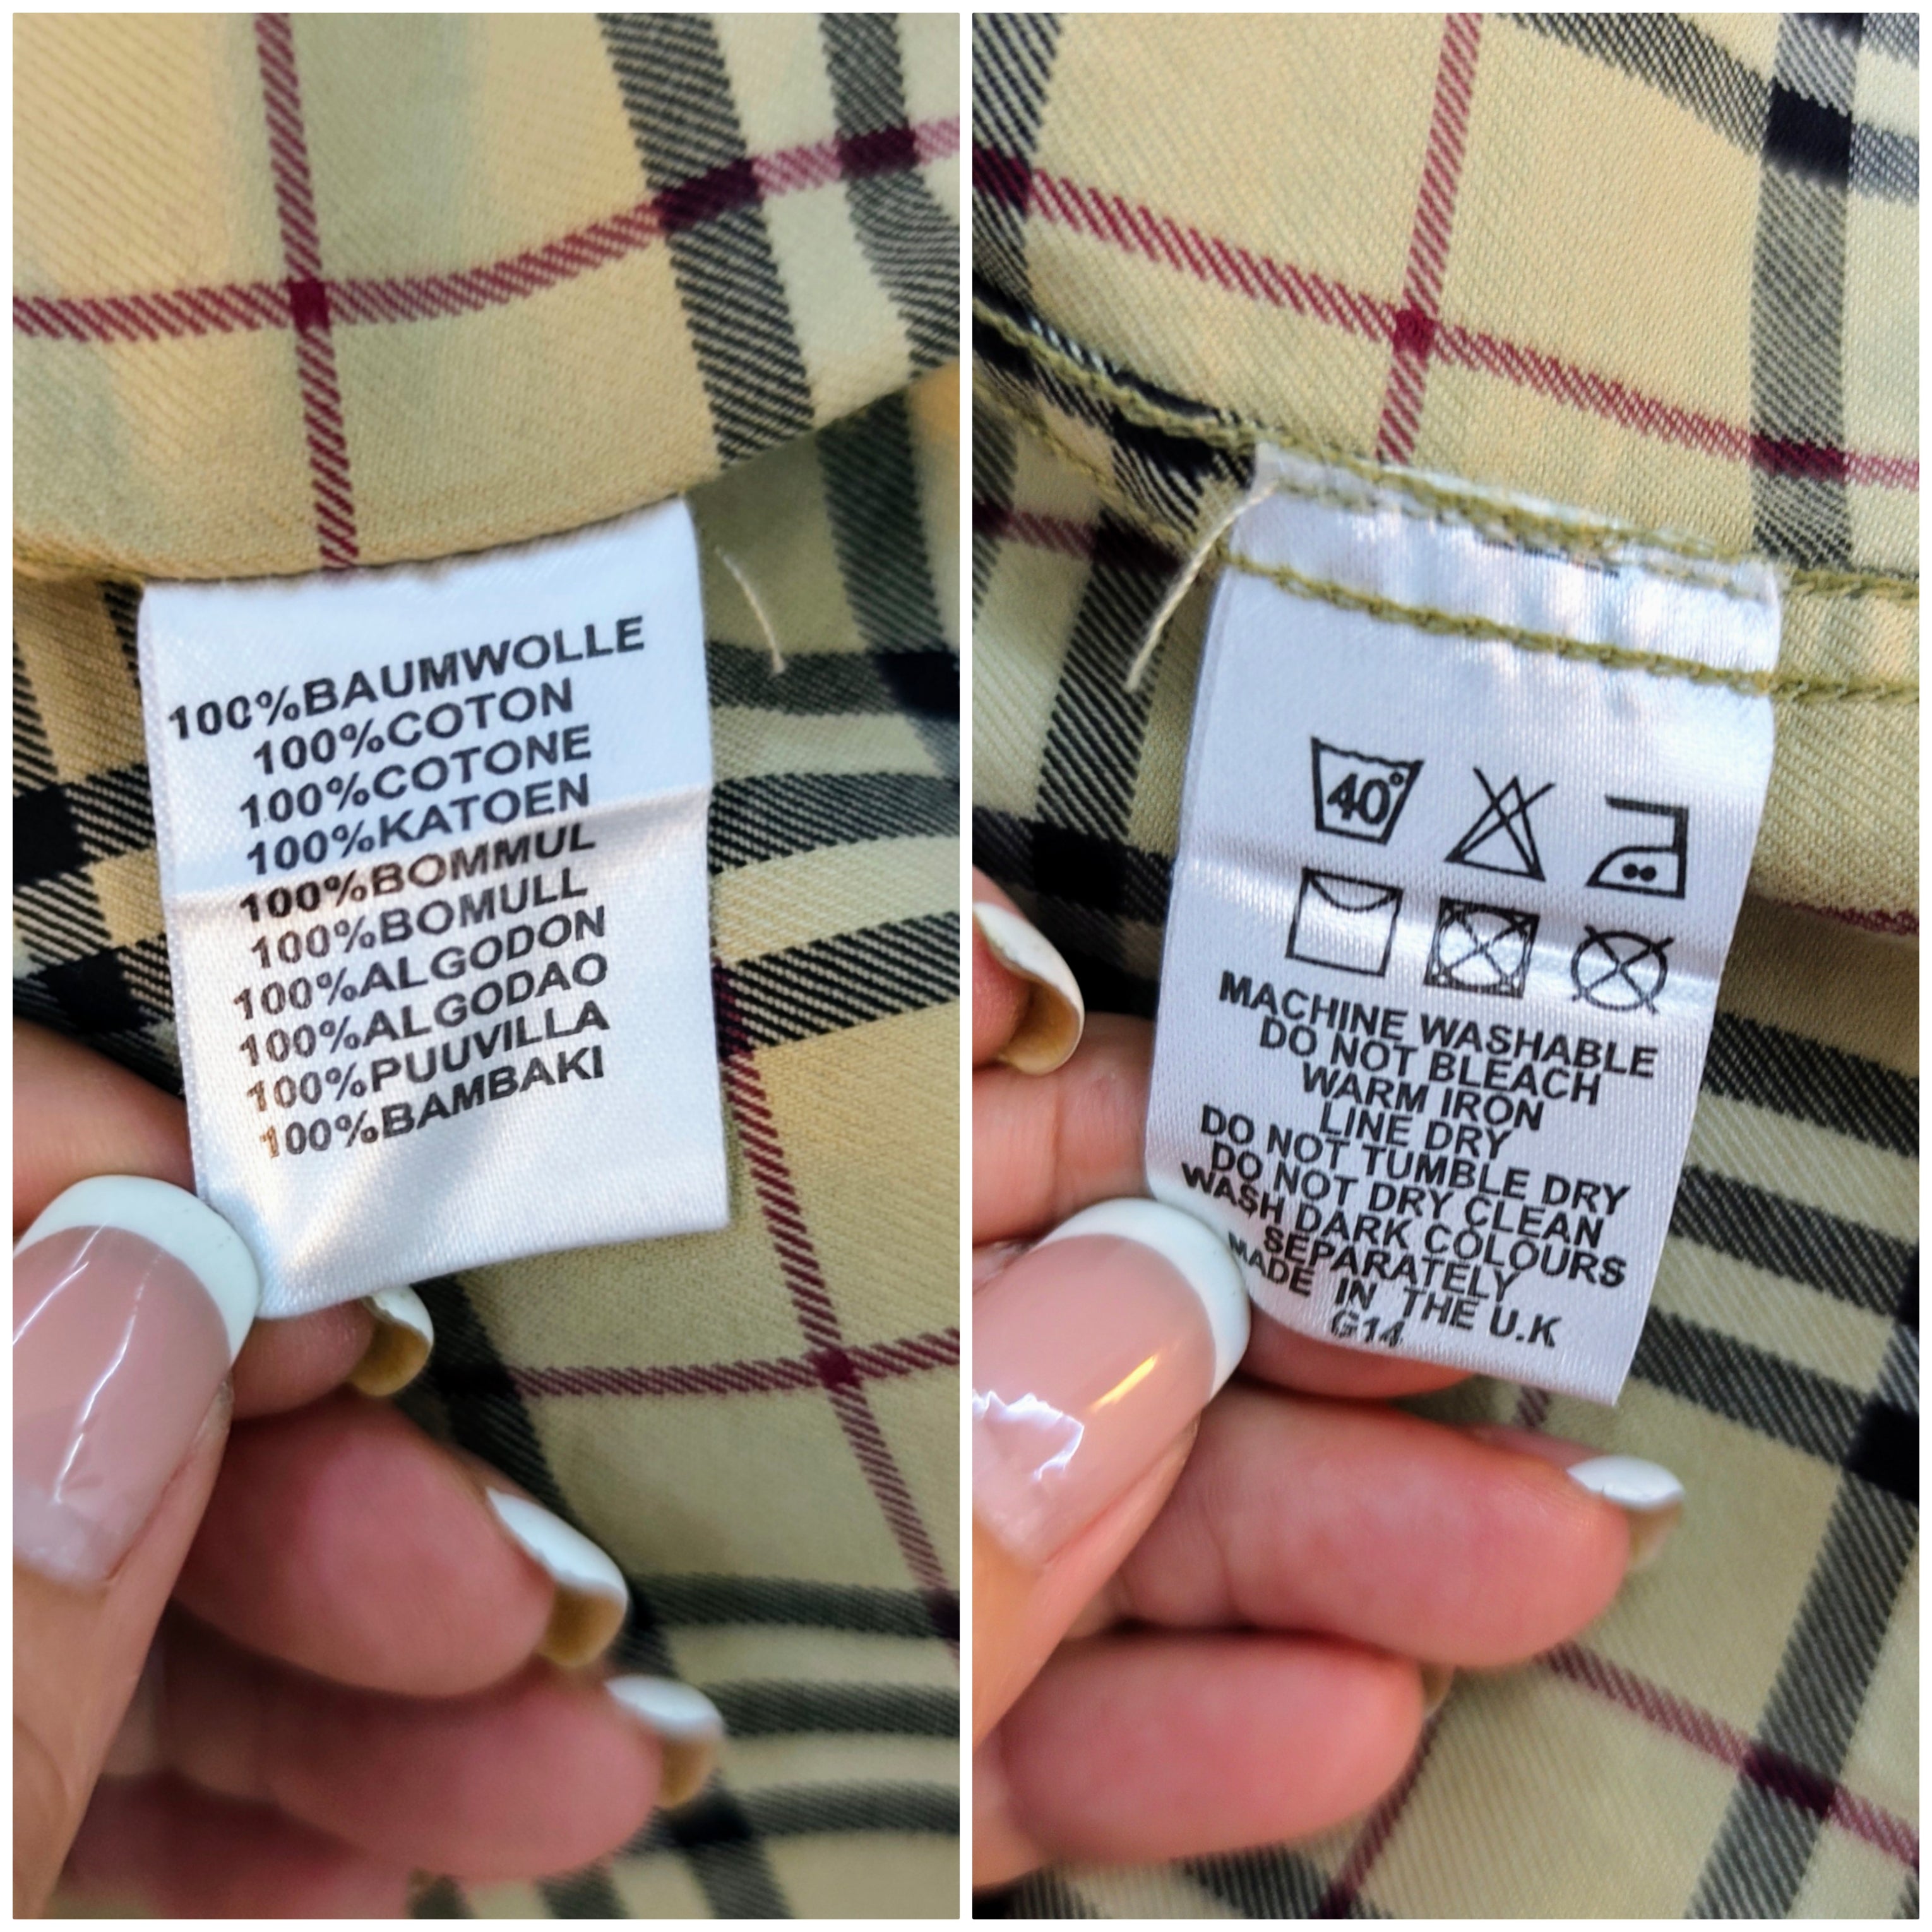 100%BAUMWOLLE
100%COTON
100%COTONE
100%KATOEN
100%BOMMUL
100%BOMULL
100%ALGODON
100%ALGODAO
100%PUUVILLA
100%BAMBAKI
40°
MACHINE WASHABLE
DO NOT BLEACH
WARM IRON
LINE DRY
DO NOT TUMBLE DRY
DO NOT DRY CLEAN
WASH DARK COLOURS
SEPARATELY
MADE IN THE U.K
G14